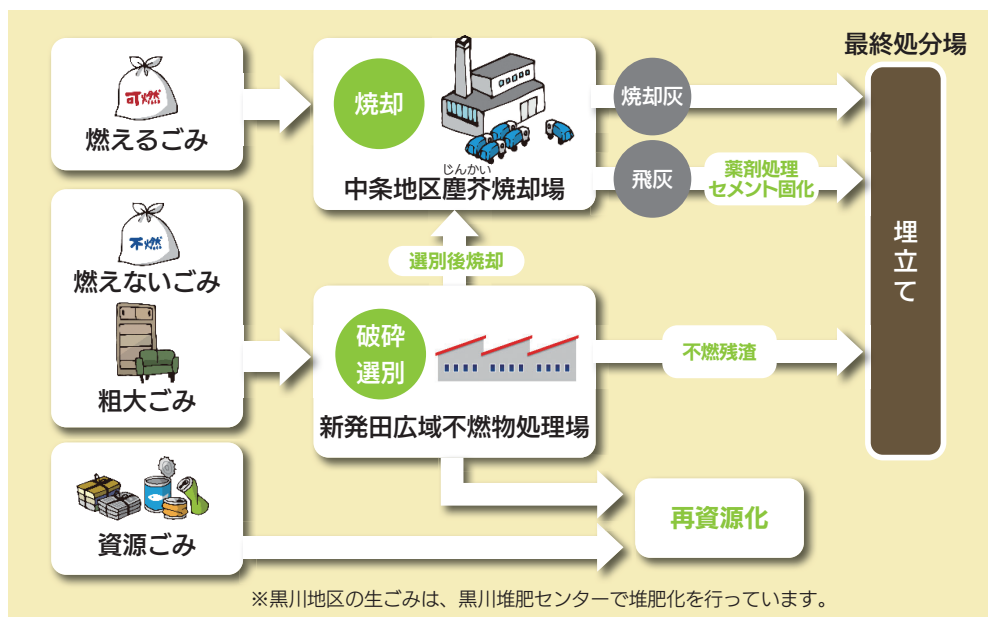 可燃
燃えるごみ
焼却
じんかい
中条地区塵芥焼却場
焼却灰
飛灰
薬剤処理
セメント固化
最終処分場
埋立て
不燃
燃えないごみ
粗大ごみ
選別後焼却
破砕
選別
新発田広域不燃物処理場
不燃残渣
資源ごみ
再資源化
※黒川地区の生ごみは、黒川堆肥センターで堆肥化を行っています。